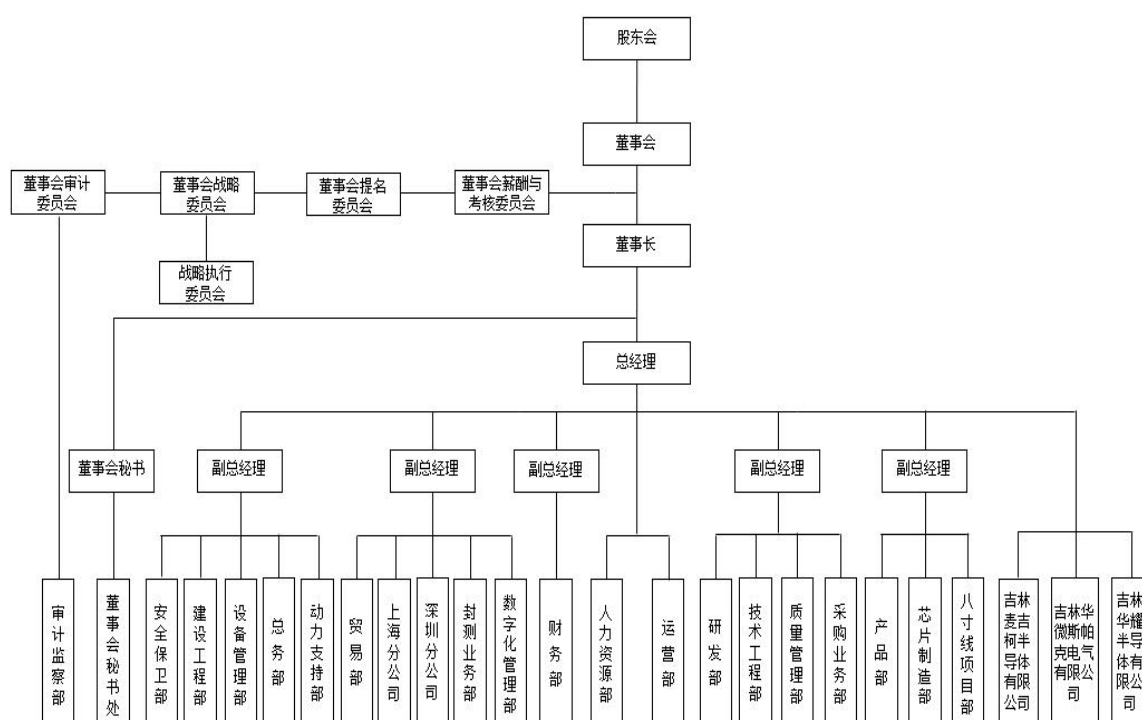 股东会
董事会
董事会审计
委员会
董事会战略
委员会
董事会提名
委员会
董事会薪酬与
考核委员会
董事长
战略执行
委员会
总经理
董事会秘书
副总经理
副总经理
副总经理
副总经理
副总经理
审计监察部
董事会秘书处
安全保卫部
建设工程部
设备管理部
总务部
动力支持部
贸易部
上海分公司
深圳分公司
封测业务部
数字化管理部
财务部
人力资源部
运营部
研发部
技术工程部
质量管理部
采购业务部
产品部
芯片制造部
八寸线项目部
吉林
麦吉
柯半
导体
有限
公司
吉林华
微斯帕
克电气
有限公
司
吉林
华耀
半导
体有
限公
司